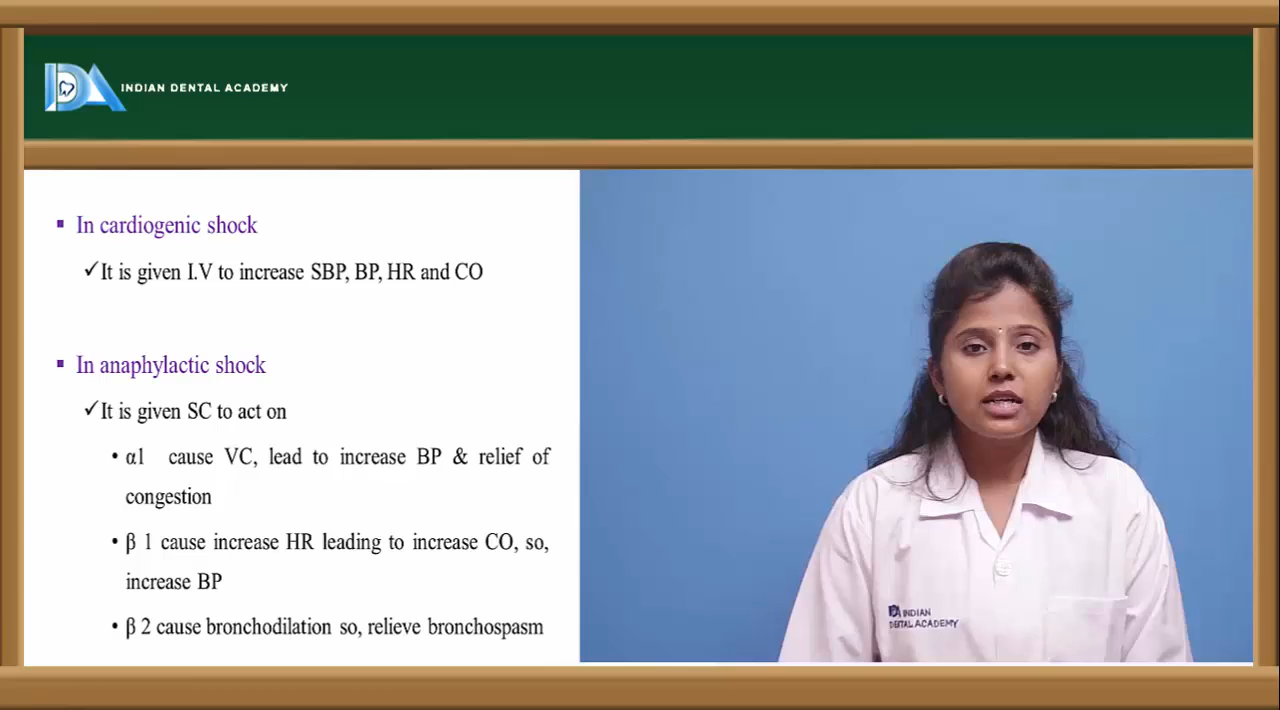 INDIAN DENTAL ACADEMY
▪ In cardiogenic shock
✓It is given I.V to increase SBP, BP, HR and CO
▪ In anaphylactic shock
✓It is given SC to act on
• α1 cause VC, lead to increase BP & relief of
congestion
• β 1 cause increase HR leading to increase CO, so,
increase BP
• β 2 cause bronchodilation so, relieve bronchospasm
INDIAN
DENTAL ACADEMY